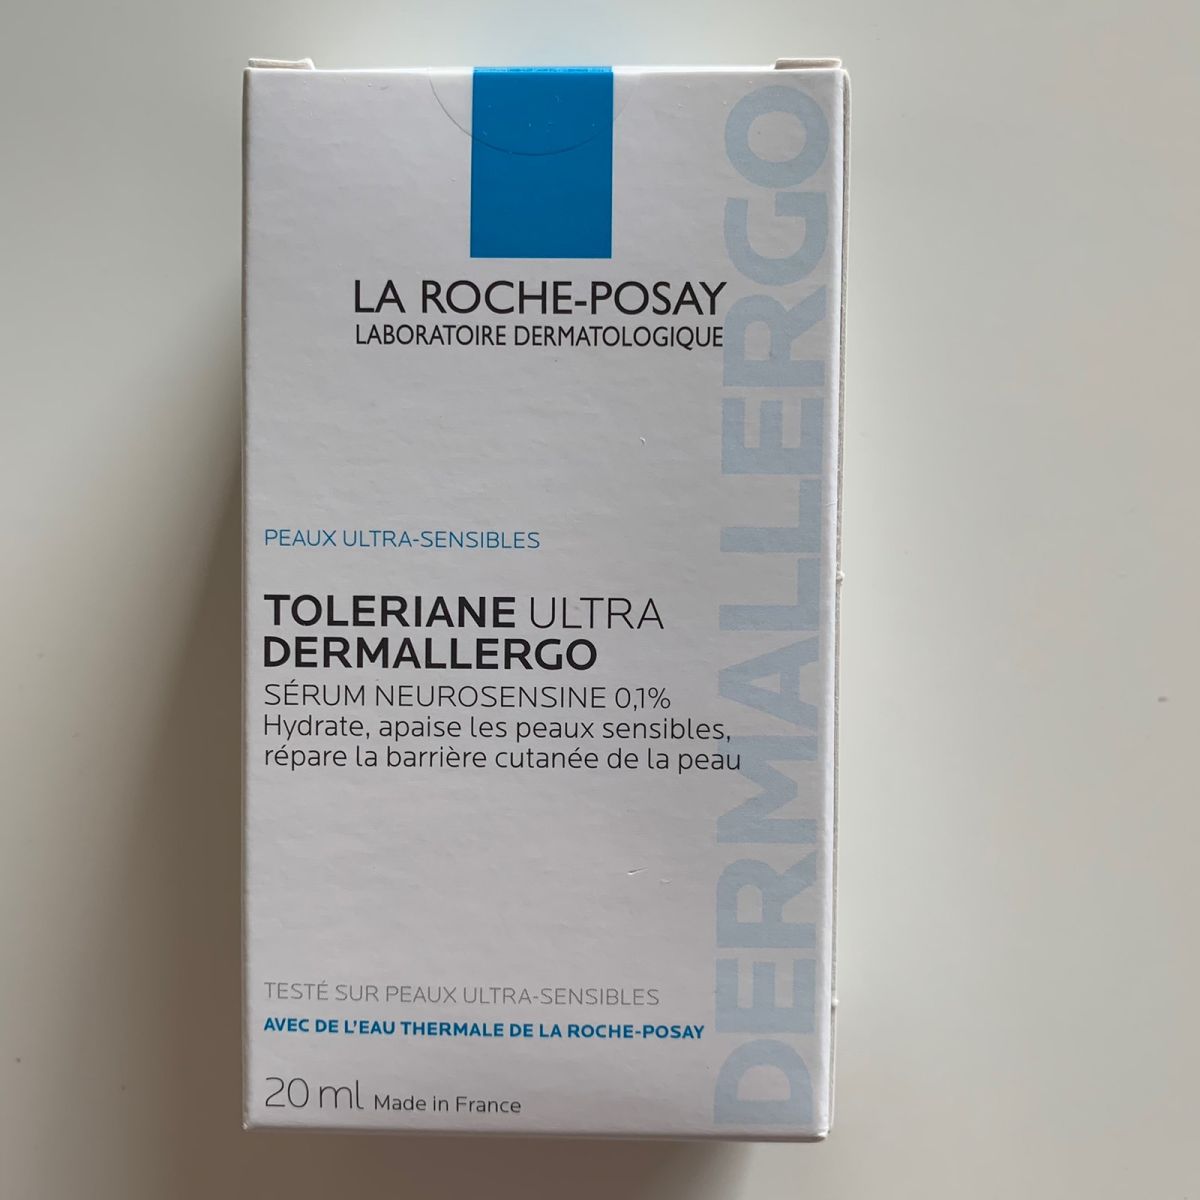 LA ROCHE-POSAY
LABORATOIRE DERMATOLOGIQUE
PEAUX ULTRA-SENSIBLES
TOLERIANE ULTRA
DERMALLERGO
SÉRUM NEUROSENSINE 0,1%
Hydrate, apaise les peaux sensibles,
répare la barrière cutanée de la peau
TESTÉ SUR PEAUX ULTRA-SENSIBLES
AVEC DE L'EAU THERMALE DE LA ROCHE-POSAY
20 ml Made in France
DERMALLERGO